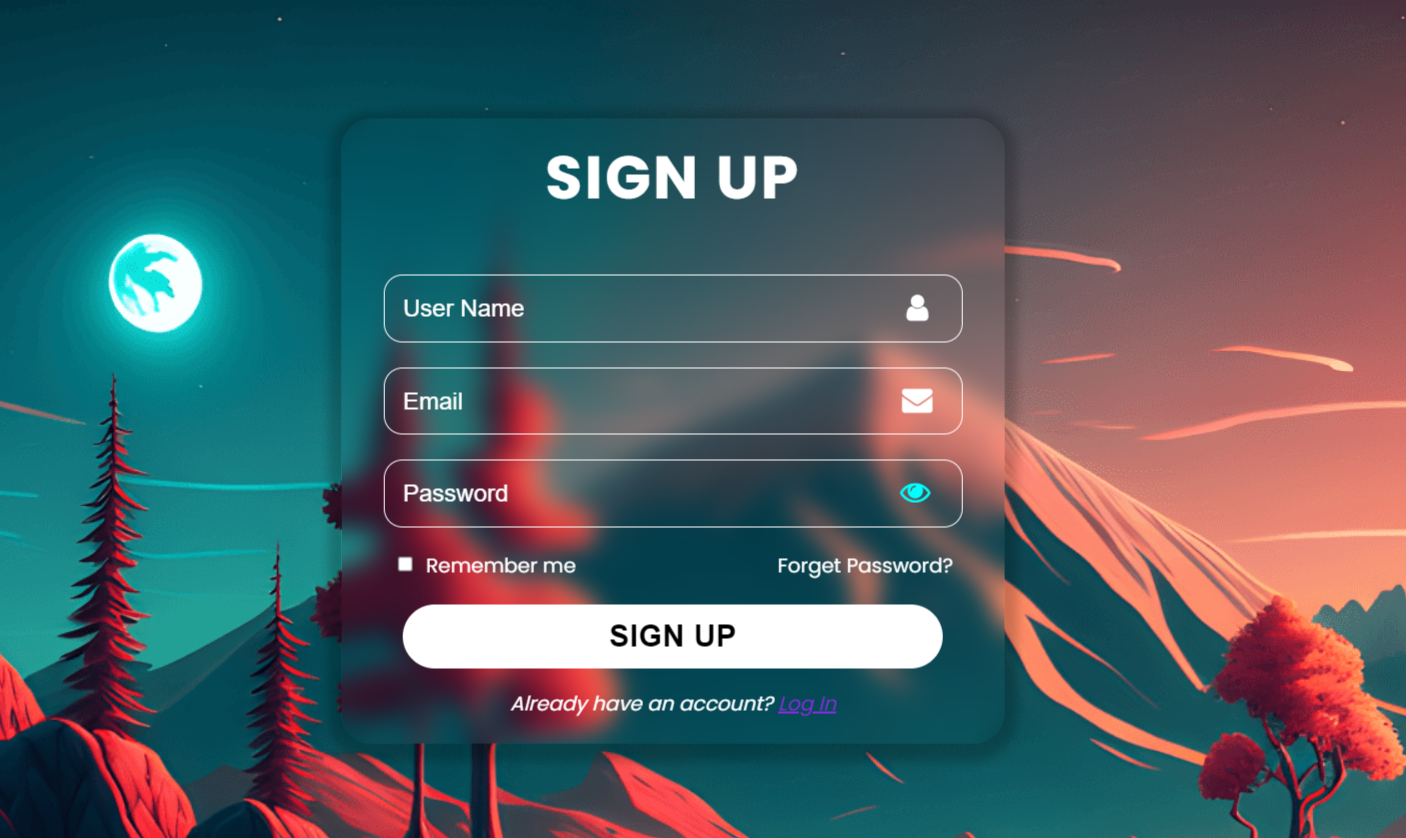 SIGN UP
User Name
Email
Password
Remember me Forget Password?
SIGN UP
Already have an account? Log In